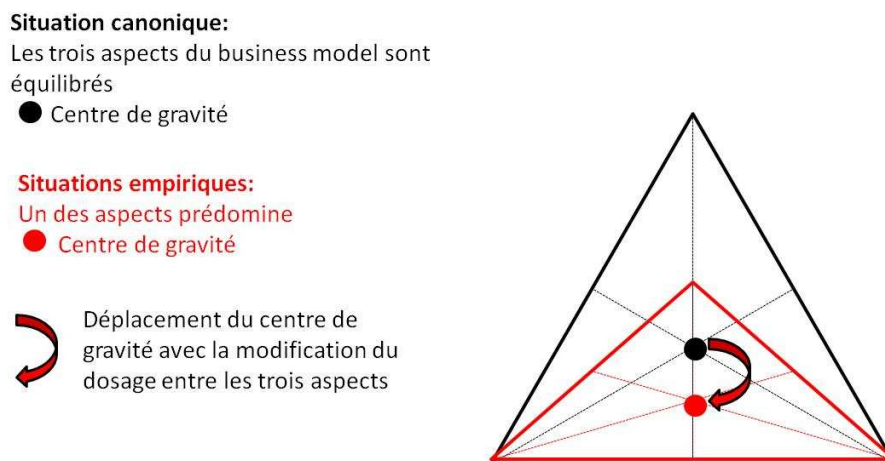 Situation canonique:
Les trois aspects du business model sont
équilibrés
Centre de gravité
Situations empiriques:
Un des aspects prédomine
Centre de gravité
Déplacement du centre de
gravité avec la modification du
dosage entre les trois aspects